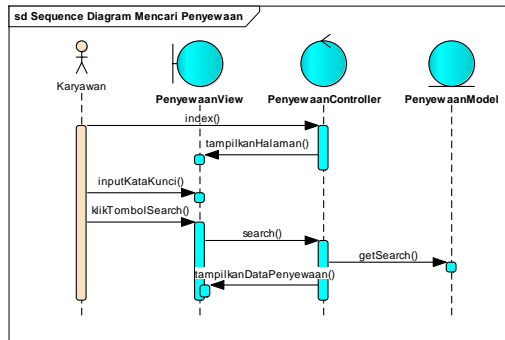 sd Sequence Diagram Mencari Penyewaan
Karyawan
PenyewaanView
PenyewaanController
PenyewaanModel
index()
tampilkanHalaman()
inputKataKunci()
klikTombolSearch()
search()
getSearch()
tampilkanDataPenyewaan()